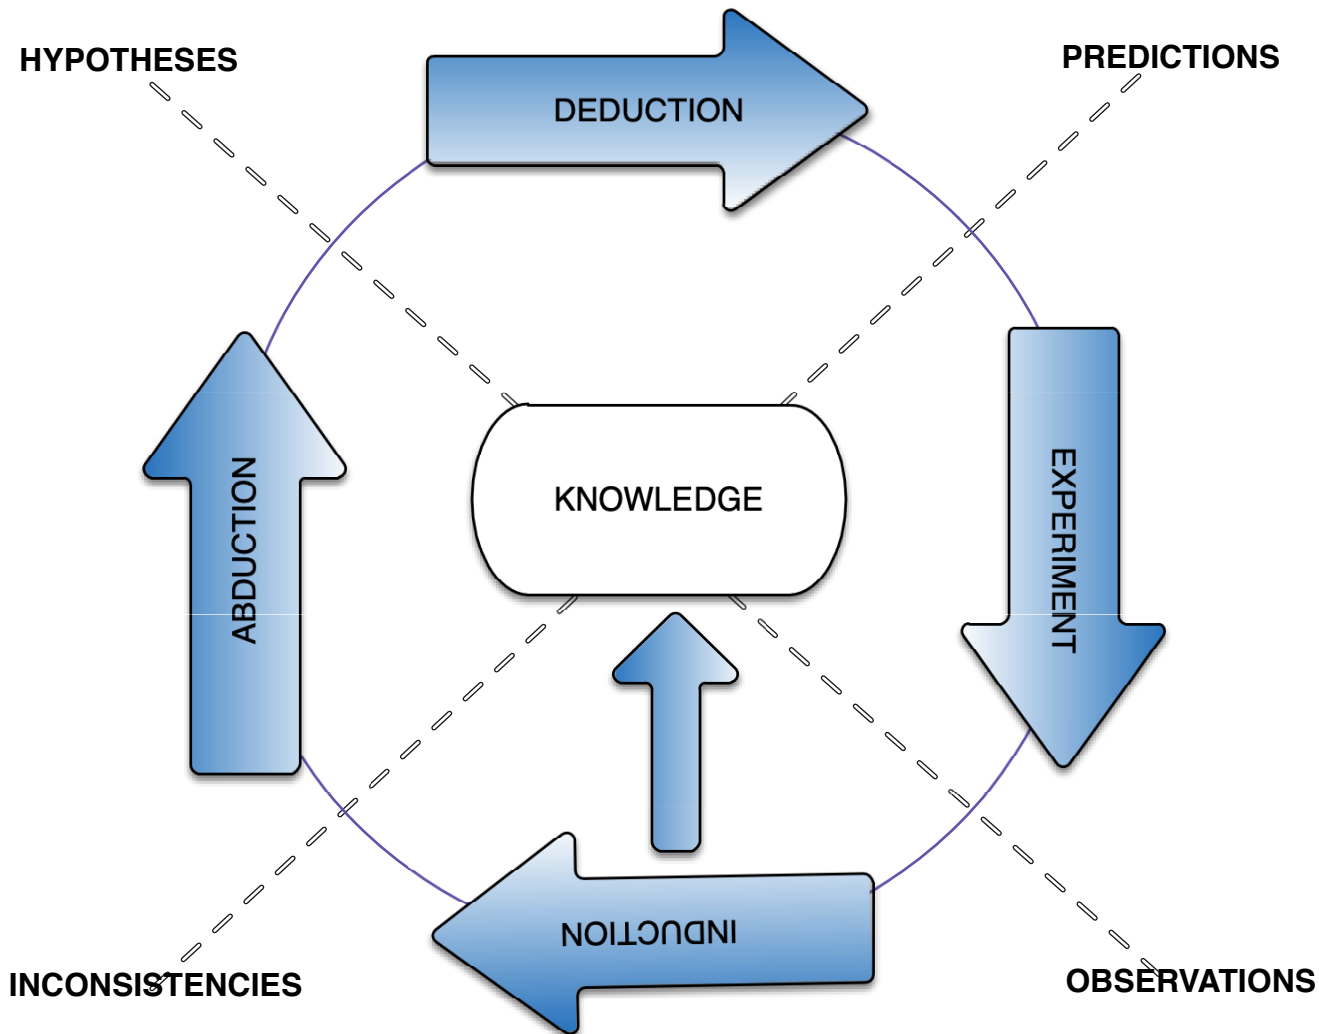 HYPOTHESES
PREDICTIONS
DEDUCTION
ABDUCTION
KNOWLEDGE
EXPERIMENT
INDUCTION
INCONSISTENCIES
OBSERVATIONS